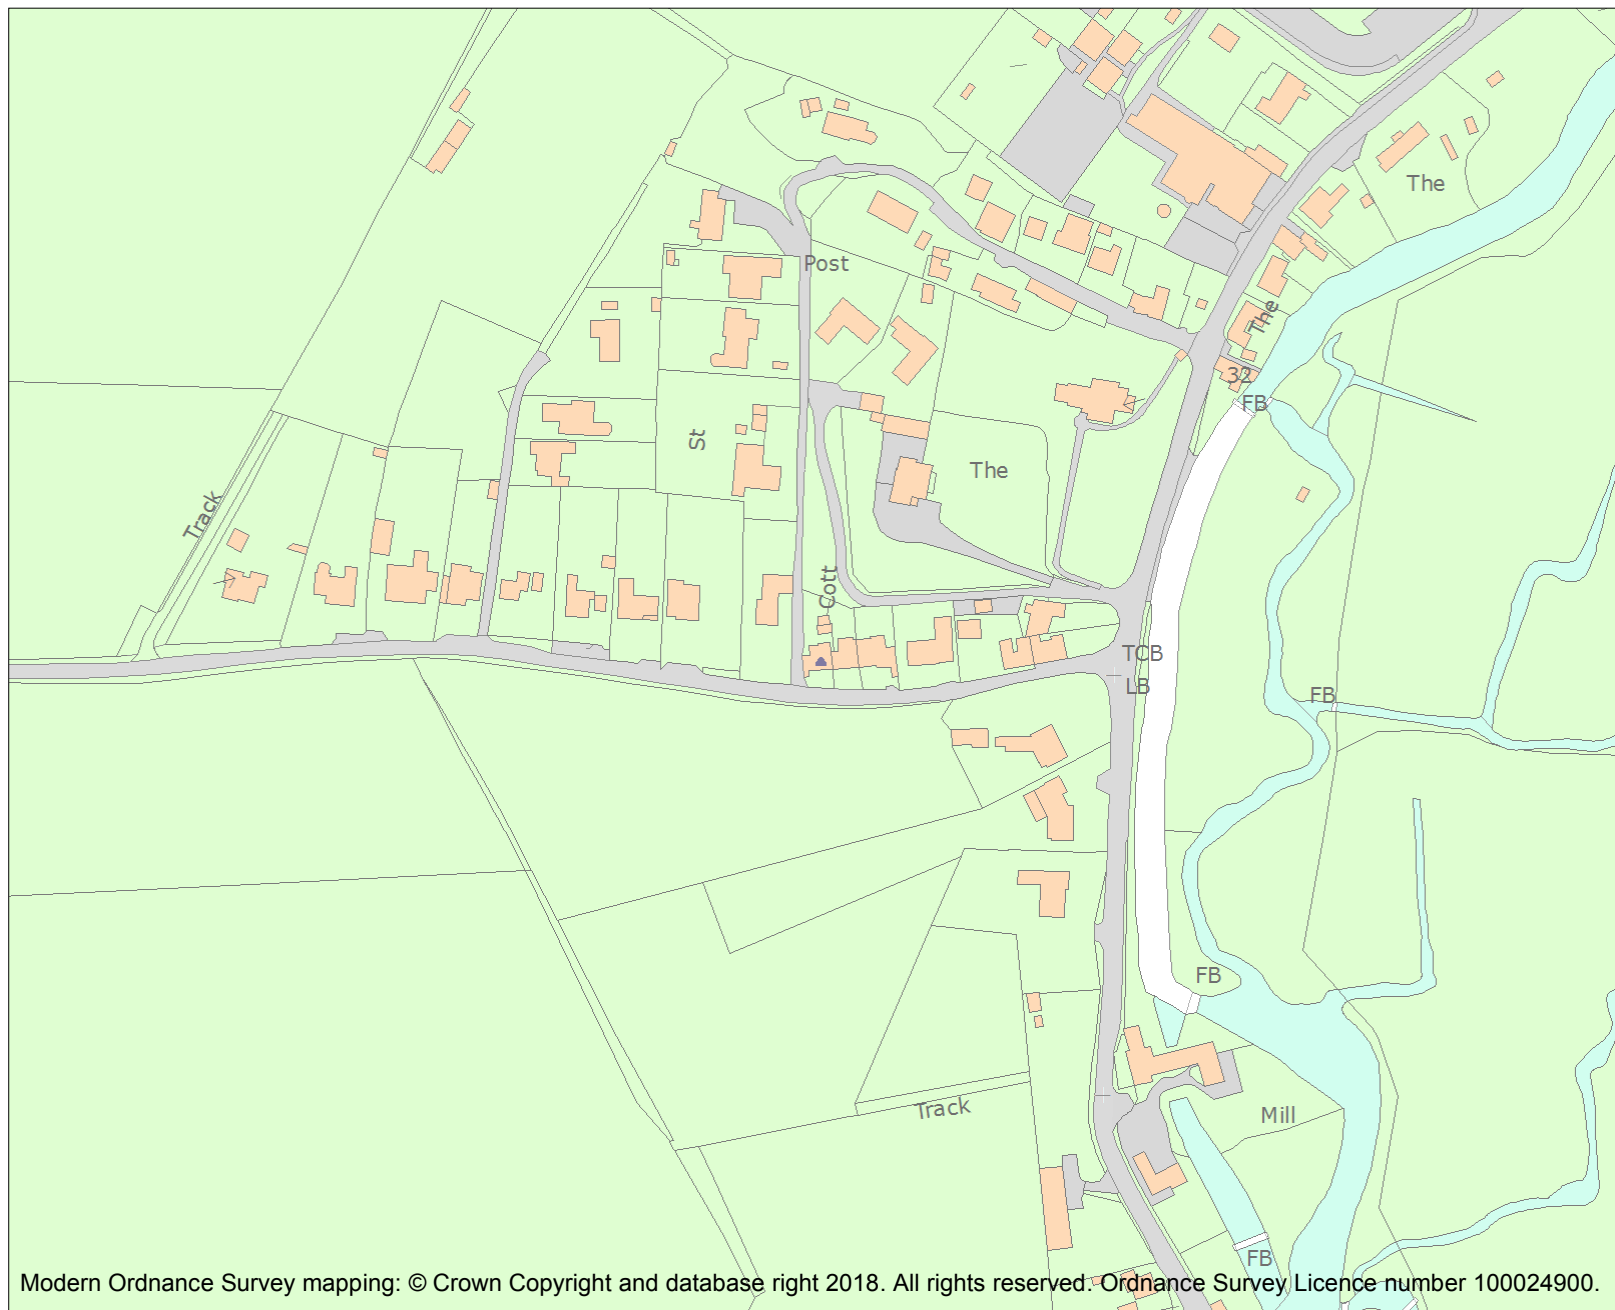 The
Post
The
32
FB
St
The
Track
Cott
TCB
LB
FB
FB
Track
Mill
FB
Modern Ordnance Survey mapping: © Crown Copyright and database right 2018. All rights reserved. Ordnance Survey Licence number 100024900.